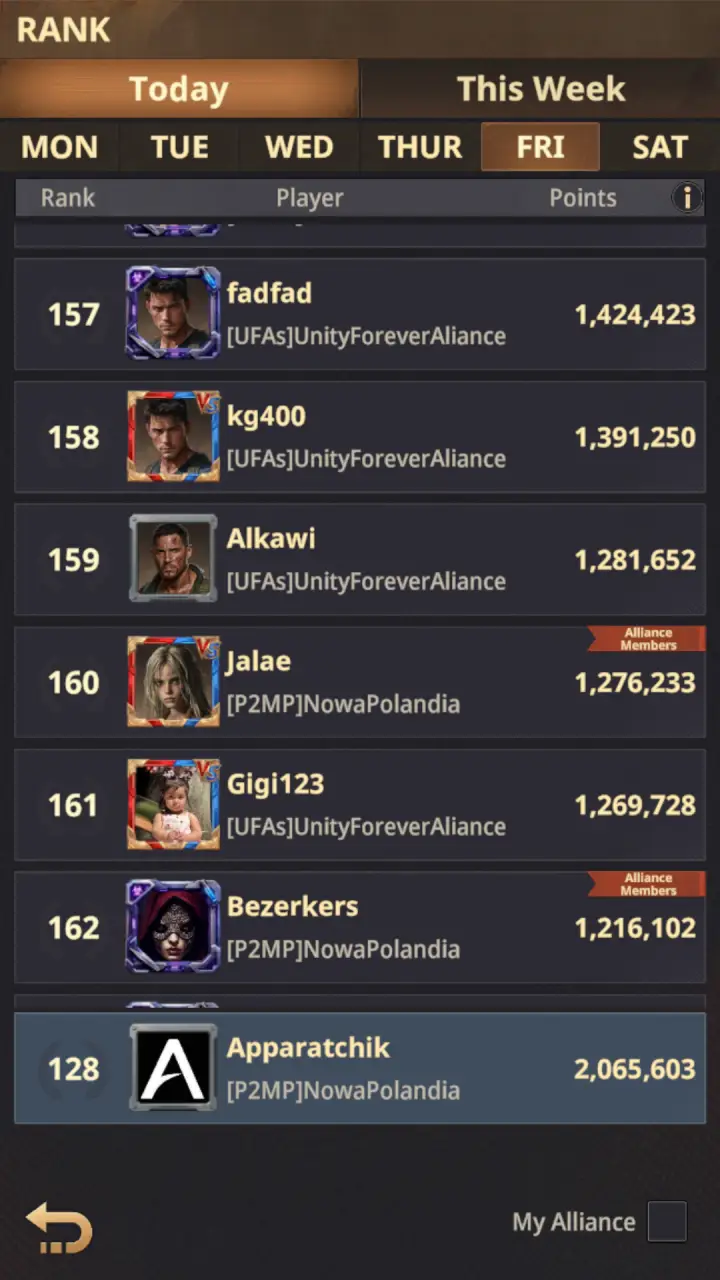 RANK
Today
This Week
MON TUE WED THUR FRI SAT
Rank Player Points
157 fadfad 1,424,423
[UFAs]UnityForeverAliance
158 kg400 1,391,250
[UFAs]UnityForeverAliance
159 Alkawi 1,281,652
[UFAs]UnityForeverAliance
Alliance
Members
160 Jalae 1,276,233
[P2MP]NowaPolandia
161 Gigi123 1,269,728
[UFAs]UnityForeverAliance
Alliance
Members
162 Bezerkers 1,216,102
[P2MP]NowaPolandia
128 Apparatchik 2,065,603
[P2MP]NowaPolandia
My Alliance